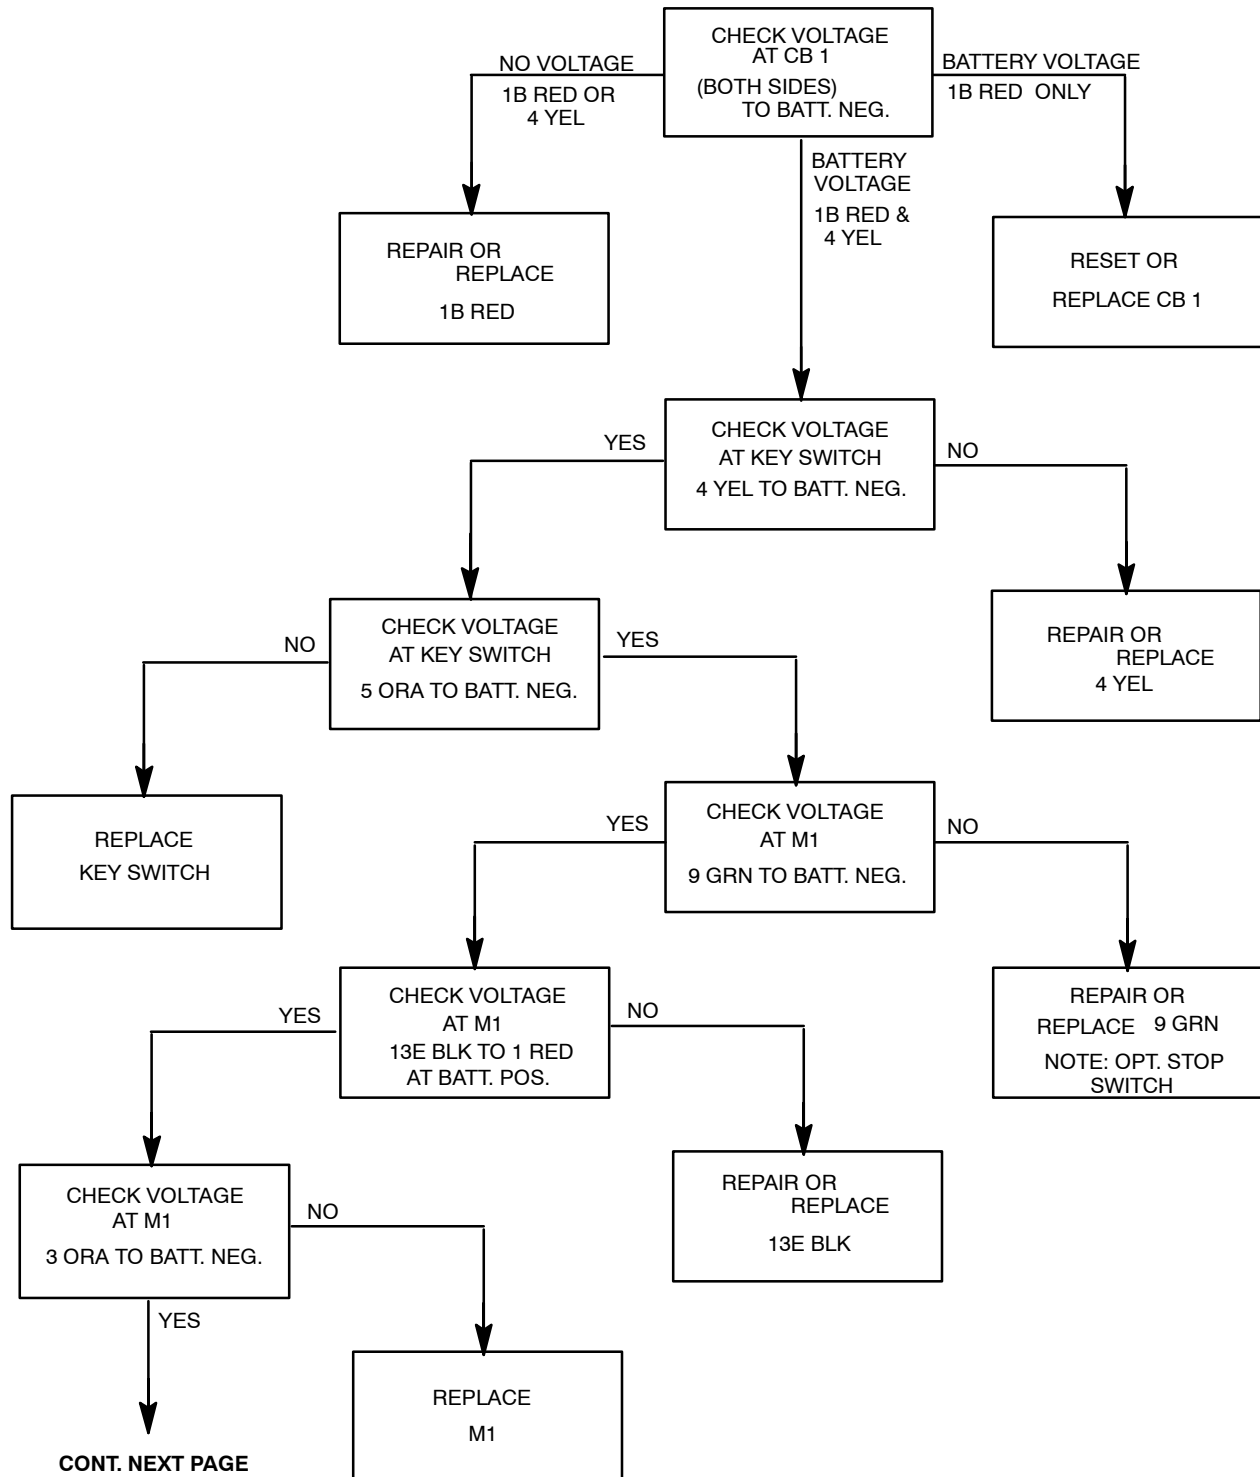 CHECK VOLTAGE
AT CB 1
(BOTH SIDES)
TO BATT. NEG.
NO VOLTAGE
1B RED OR
4 YEL
BATTERY VOLTAGE
1B RED ONLY
BATTERY
VOLTAGE
1B RED &
4 YEL
REPAIR OR
REPLACE
1B RED
RESET OR
REPLACE CB 1
CHECK VOLTAGE
AT KEY SWITCH
4 YEL TO BATT. NEG.
YES
NO
CHECK VOLTAGE
AT KEY SWITCH
5 ORA TO BATT. NEG.
NO
YES
REPAIR OR
REPLACE
4 YEL
REPLACE
KEY SWITCH
CHECK VOLTAGE
AT M1
9 GRN TO BATT. NEG.
YES
NO
CHECK VOLTAGE
AT M1
13E BLK TO 1 RED
AT BATT. POS.
YES
NO
REPAIR OR
REPLACE 9 GRN
NOTE: OPT. STOP
SWITCH
CHECK VOLTAGE
AT M1
3 ORA TO BATT. NEG.
NO
YES
REPAIR OR
REPLACE
13E BLK
REPLACE
M1
CONT. NEXT PAGE